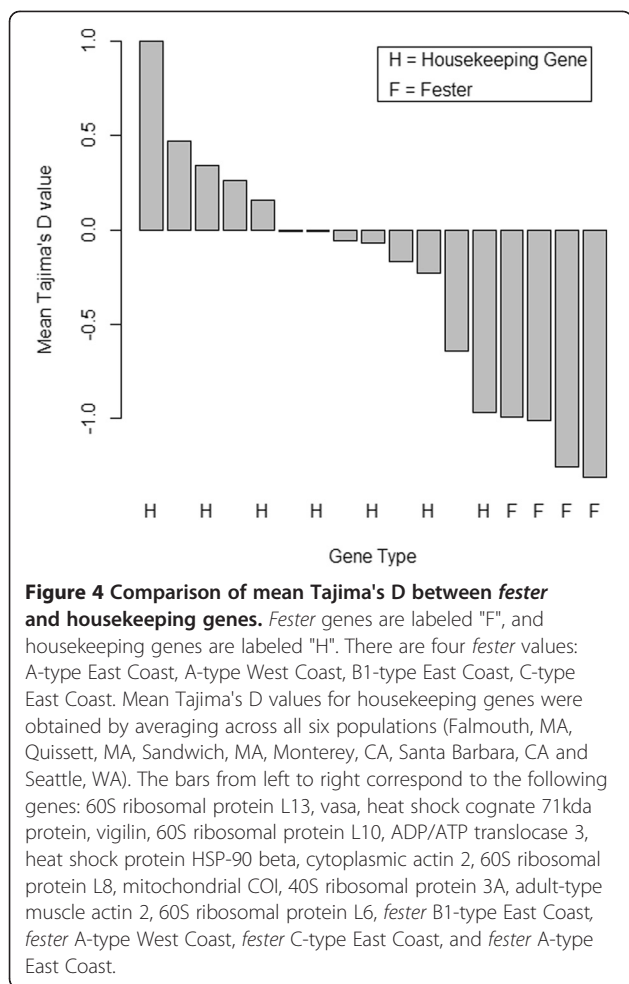 H = Housekeeping Gene
F = Fester
Mean Tajima's D value
1.0
0.5
0.0
-0.5
-1.0
H H H H H H H F F F F
Gene Type
Figure 4 Comparison of mean Tajima's D between fester
and housekeeping genes. Fester genes are labeled "F", and
housekeeping genes are labeled "H". There are four fester values:
A-type East Coast, A-type West Coast, B1-type East Coast, C-type
East Coast. Mean Tajima's D values for housekeeping genes were
obtained by averaging across all six populations (Falmouth, MA,
Quissett, MA, Sandwich, MA, Monterey, CA, Santa Barbara, CA and
Seattle, WA). The bars from left to right correspond to the following
genes: 60S ribosomal protein L13, vasa, heat shock cognate 71kda
protein, vigilin, 60S ribosomal protein L10, ADP/ATP translocase 3,
heat shock protein HSP-90 beta, cytoplasmic actin 2, 60S ribosomal
protein L8, mitochondrial COI, 40S ribosomal protein 3A, adult-type
muscle actin 2, 60S ribosomal protein L6, fester B1-type East Coast,
fester A-type West Coast, fester C-type East Coast, and fester A-type
East Coast.